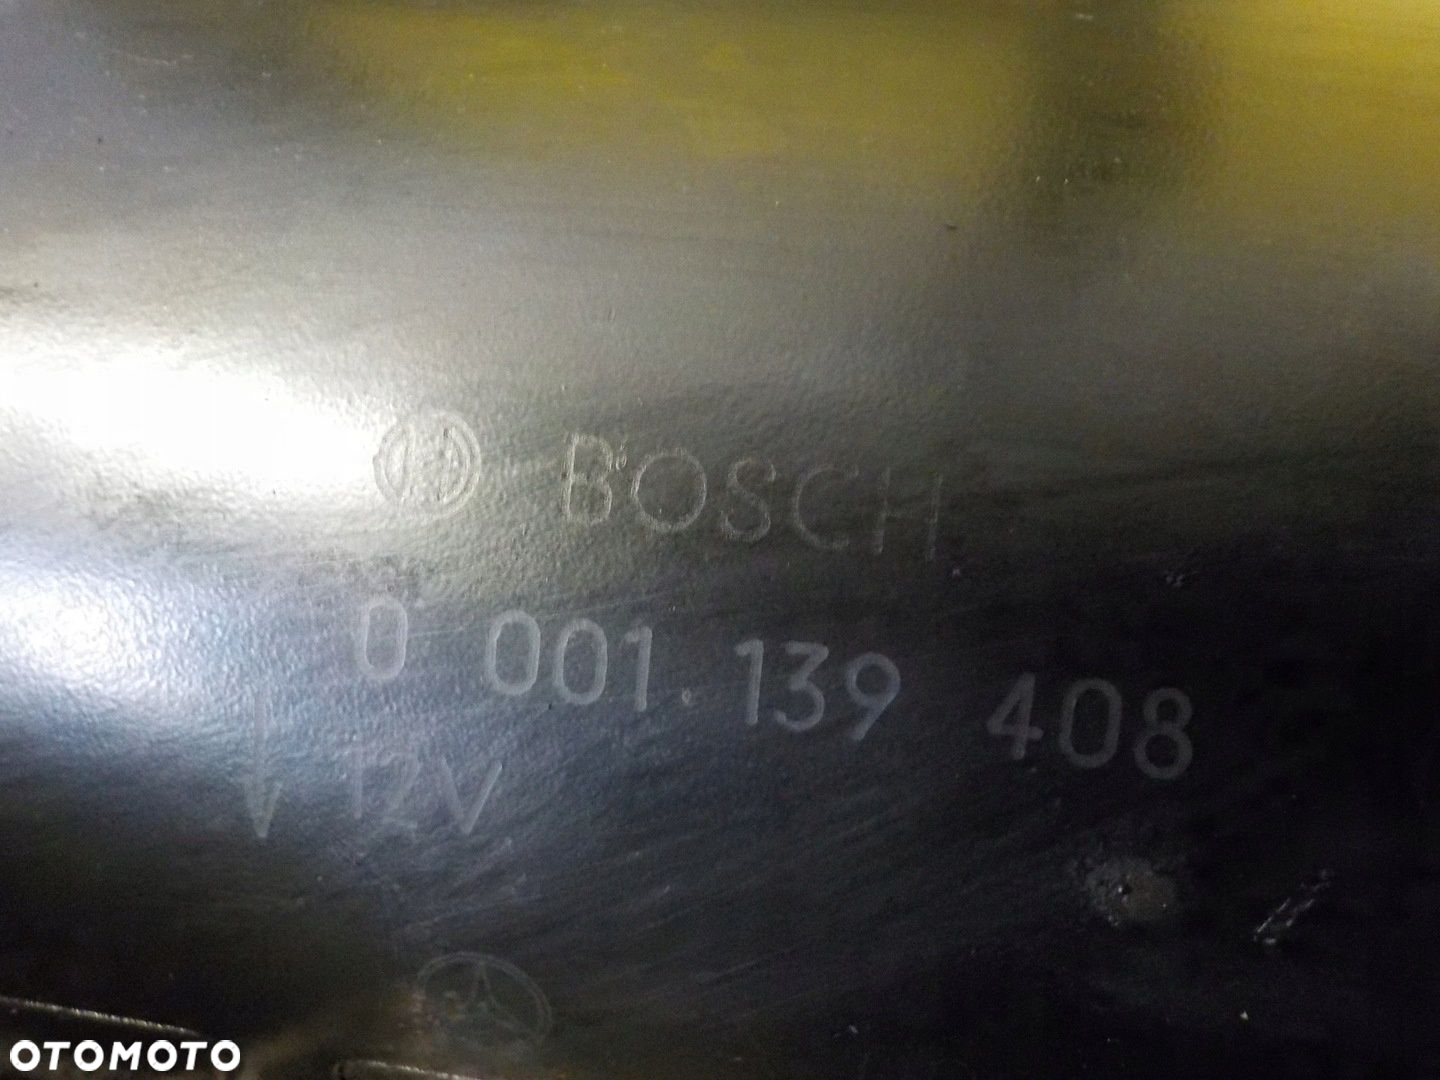 BOSCH
0 001.139 408
12V
OTOMOTO